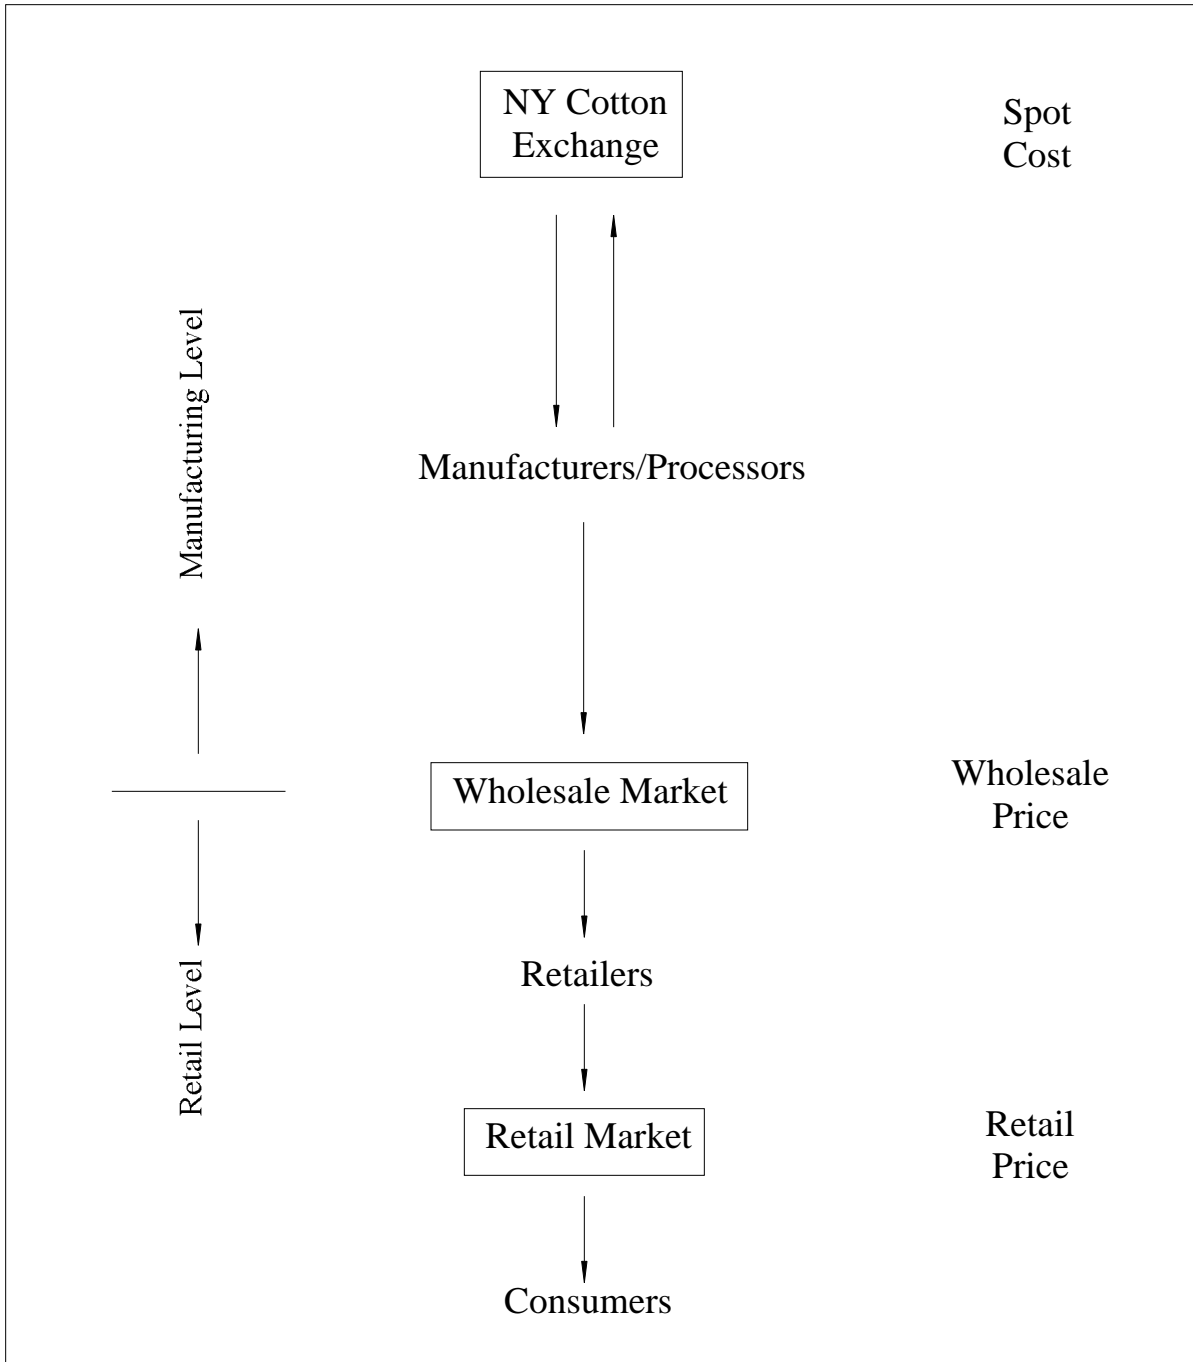 NY Cotton
Exchange
Spot
Cost
Manufacturing Level
Manufacturers/Processors
Wholesale Market
Wholesale
Price
Retail Level
Retailers
Retail Market
Retail
Price
Consumers